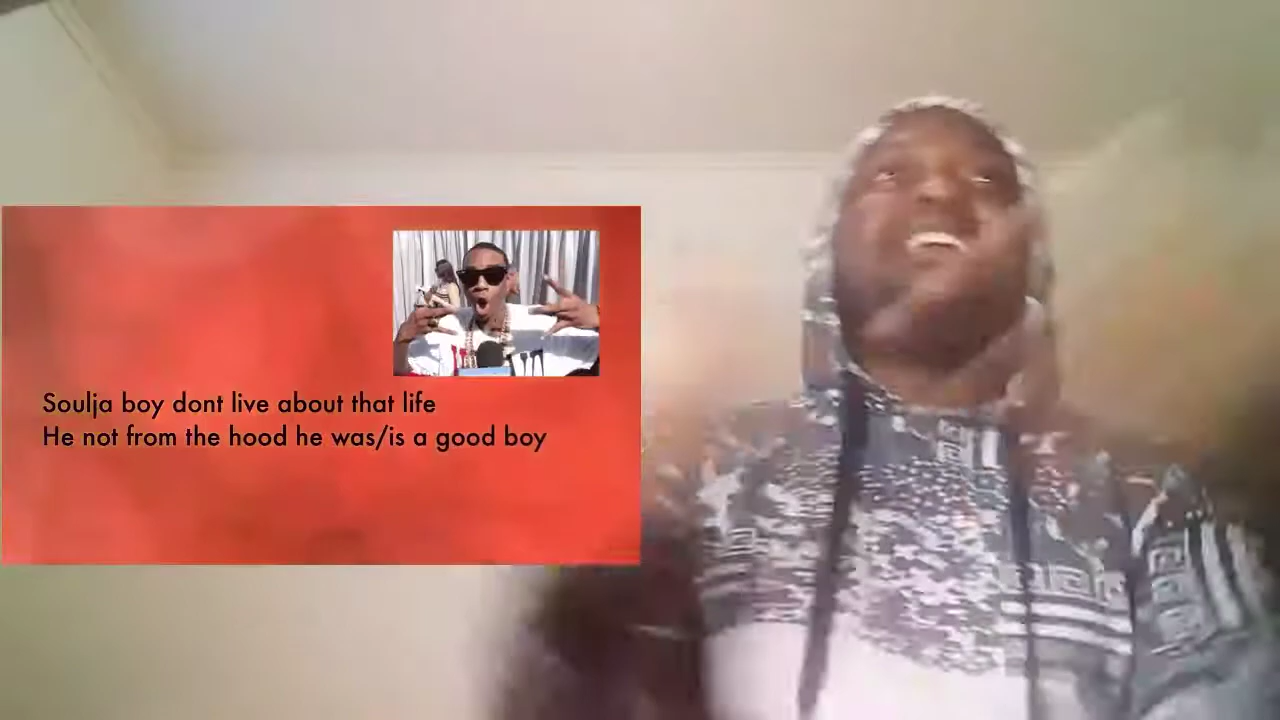 Soulja boy dont live about that life
He not from the hood he was/is a good boy